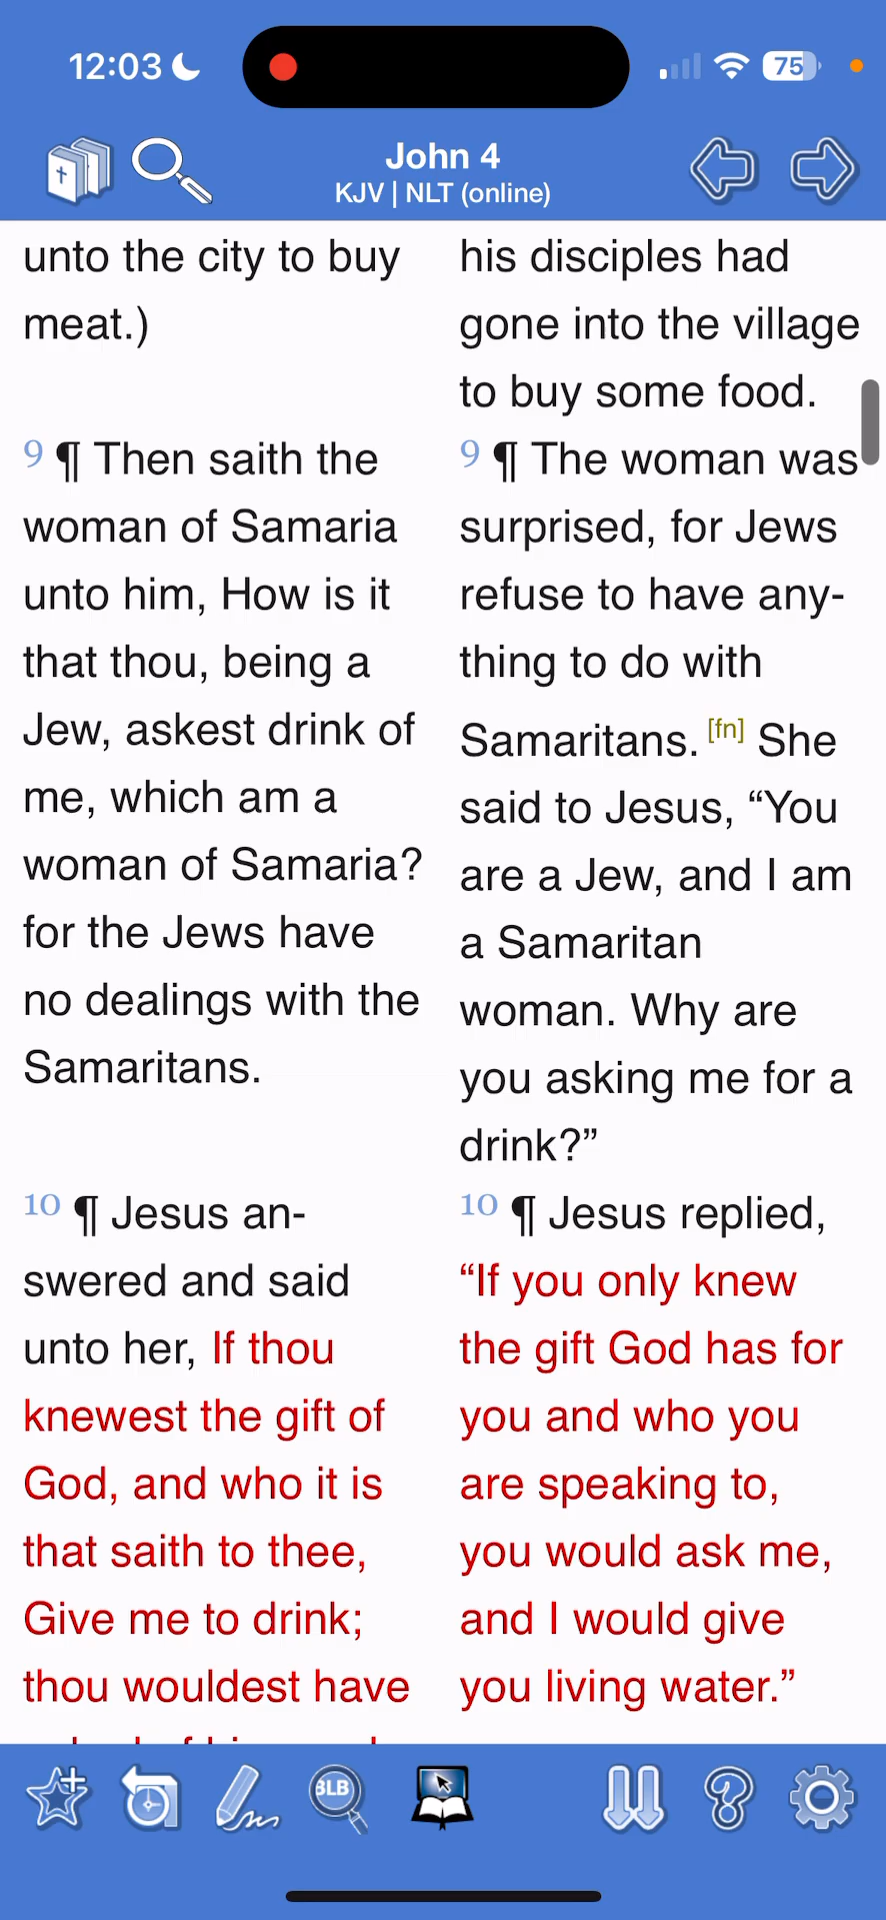 12:03
75
John 4
KJV | NLT (online)
unto the city to buy
meat.)
9 ¶ Then saith the
woman of Samaria
unto him, How is it
that thou, being a
Jew, askest drink of
me, which am a
woman of Samaria?
for the Jews have
no dealings with the
Samaritans.
10 ¶ Jesus an-
swered and said
unto her, If thou
knewest the gift of
God, and who it is
that saith to thee,
Give me to drink;
thou wouldest have
his disciples had
gone into the village
to buy some food.
9 ¶ The woman was
surprised, for Jews
refuse to have any-
thing to do with
Samaritans. [fn] She
said to Jesus, “You
are a Jew, and I am
a Samaritan
woman. Why are
you asking me for a
drink?”
10 ¶ Jesus replied,
“If you only knew
the gift God has for
you and who you
are speaking to,
you would ask me,
and I would give
you living water.”
BLB